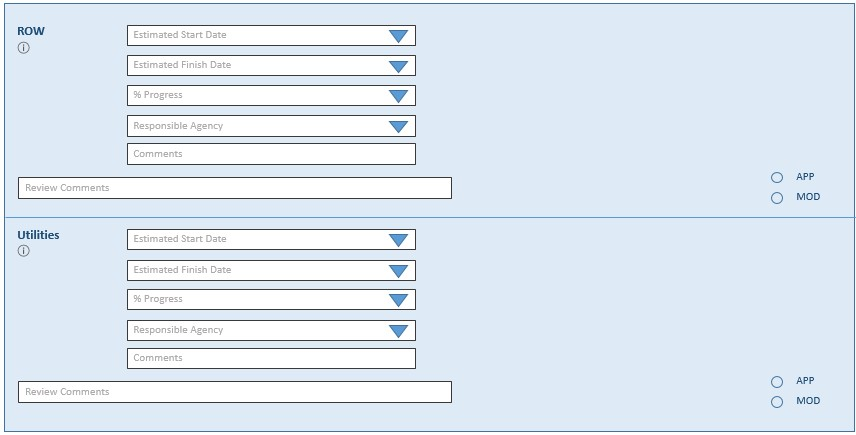 ROW
Estimated Start Date
Estimated Finish Date
% Progress
Responsible Agency
Comments
Review Comments
APP
MOD
Utilities
Estimated Start Date
Estimated Finish Date
% Progress
Responsible Agency
Comments
Review Comments
APP
MOD